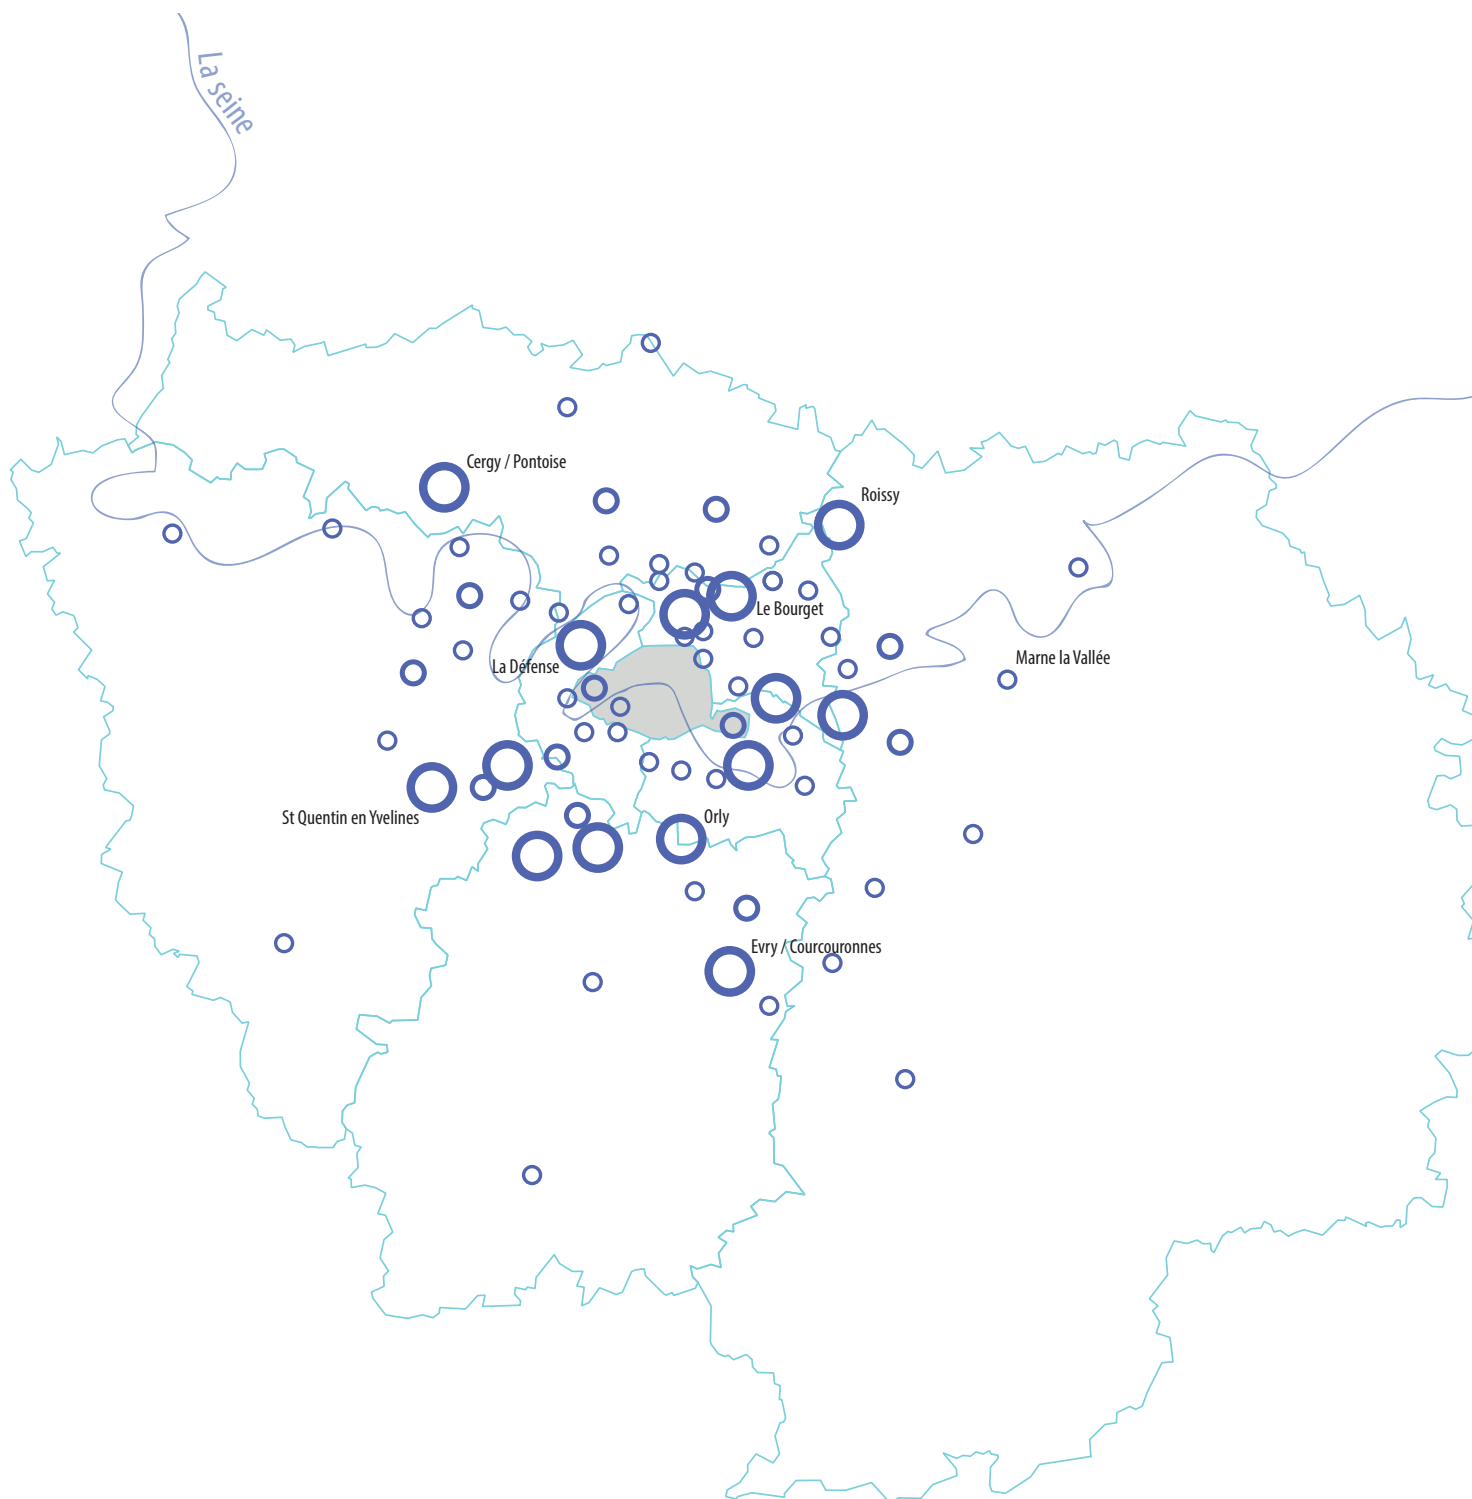 La seine
Cergy / Pontoise
Roissy
Le Bourget
La Défense
Marne la Vallée
St Quentin en Yvelines
Orly
Evry / Courcouronnes